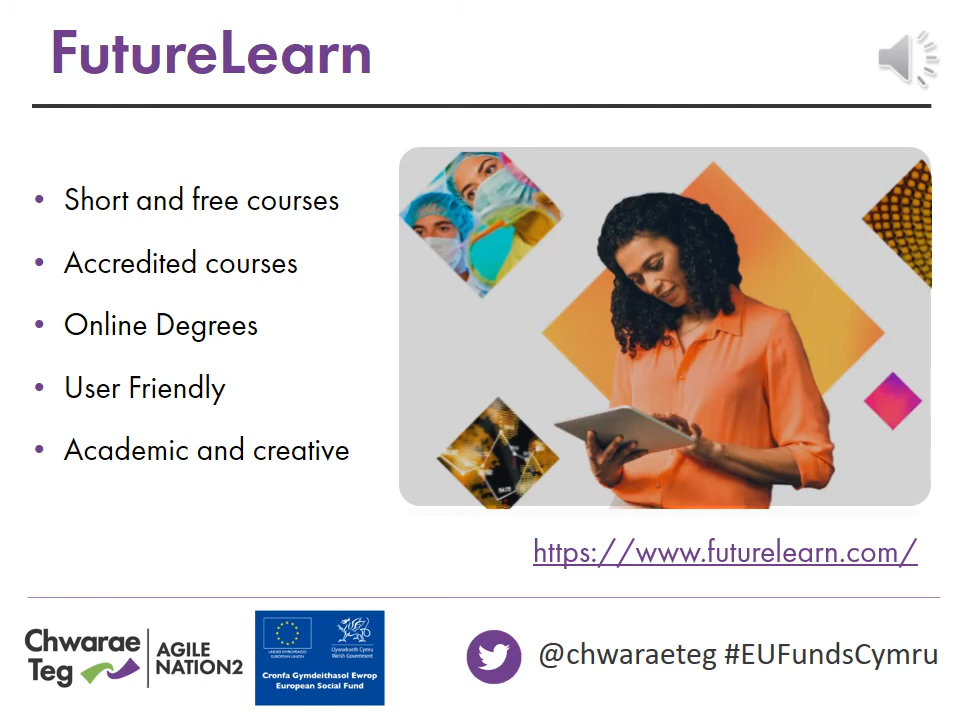 FutureLearn
• Short and free courses
• Accredited courses
• Online Degrees
• User Friendly
• Academic and creative
https://www.futurelearn.com/
Chwarae
Teg
AGILE
NATION2
UNDEB EWROPEAIDD
EUROPEAN UNION
Llywodraeth Cymru
Welsh Government
Cronfa Gymdeithasol Ewrop
European Social Fund
@chwaraeteg #EUFundsCymru